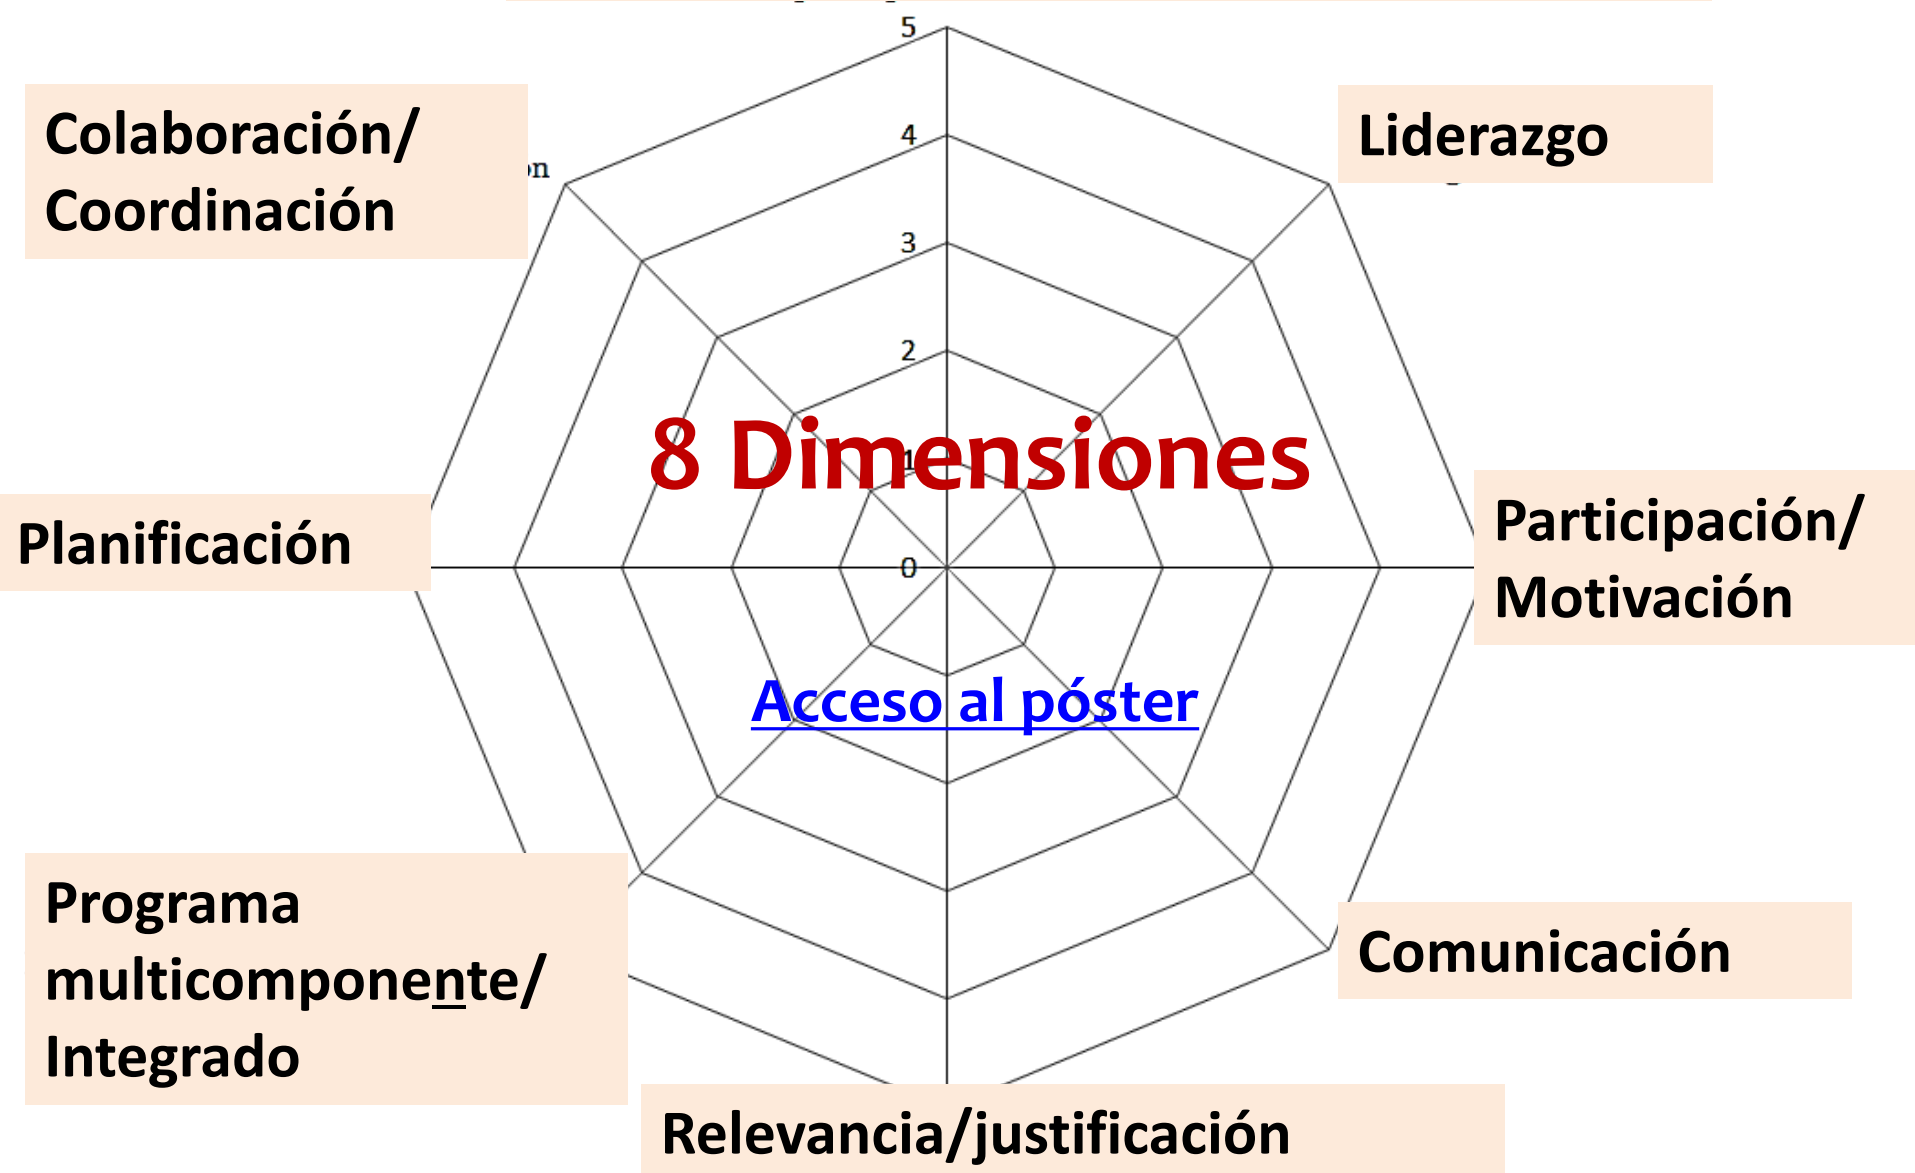 5
Colaboración/
Coordinación
4
Liderazgo
3
2
8 Dimensiones
1
Planificación
0
Participación/
Motivación
Acceso al póster
Programa
multicomponente/
Integrado
Comunicación
Relevancia/justificación